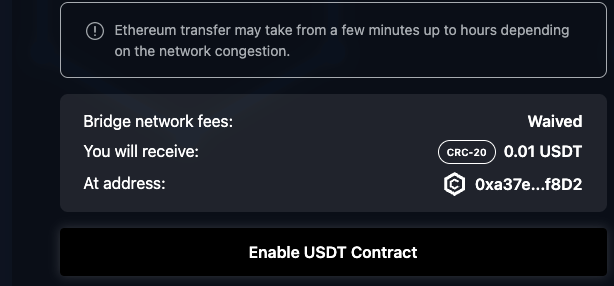 Ethereum transfer may take from a few minutes up to hours depending
on the network congestion.
Bridge network fees: Waived
You will receive: CRC-20 0.01 USDT
At address: 0xa37e...f8D2
Enable USDT Contract